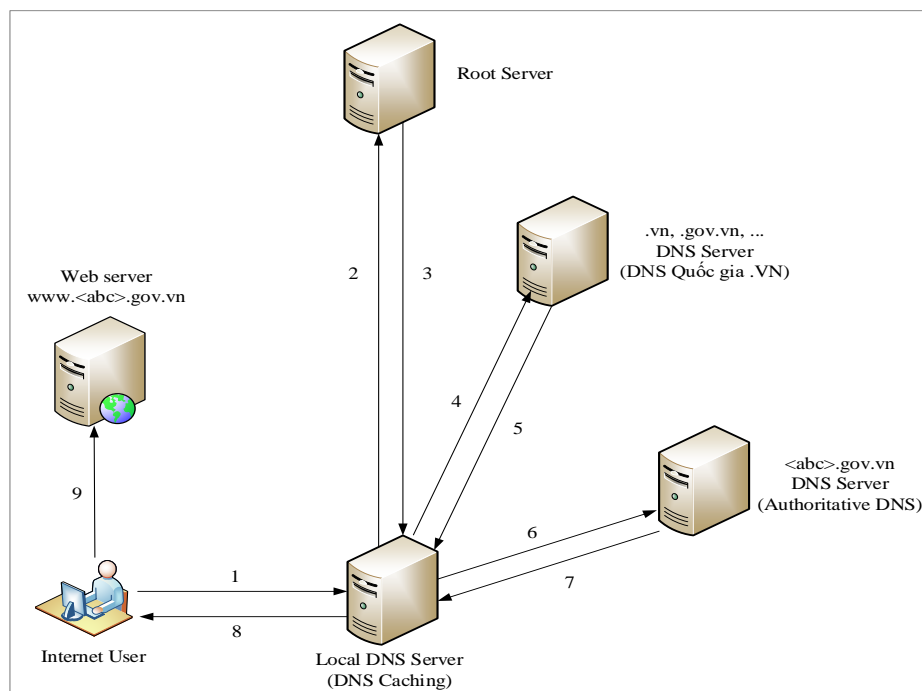 Root Server
.vn, .gov.vn, ...
DNS Server
(DNS Quốc gia .VN)
Web server
www.<abc>.gov.vn
2
3
4
5
<abc>.gov.vn
DNS Server
(Authoritative DNS)
9
6
7
1
8
Internet User
Local DNS Server
(DNS Caching)